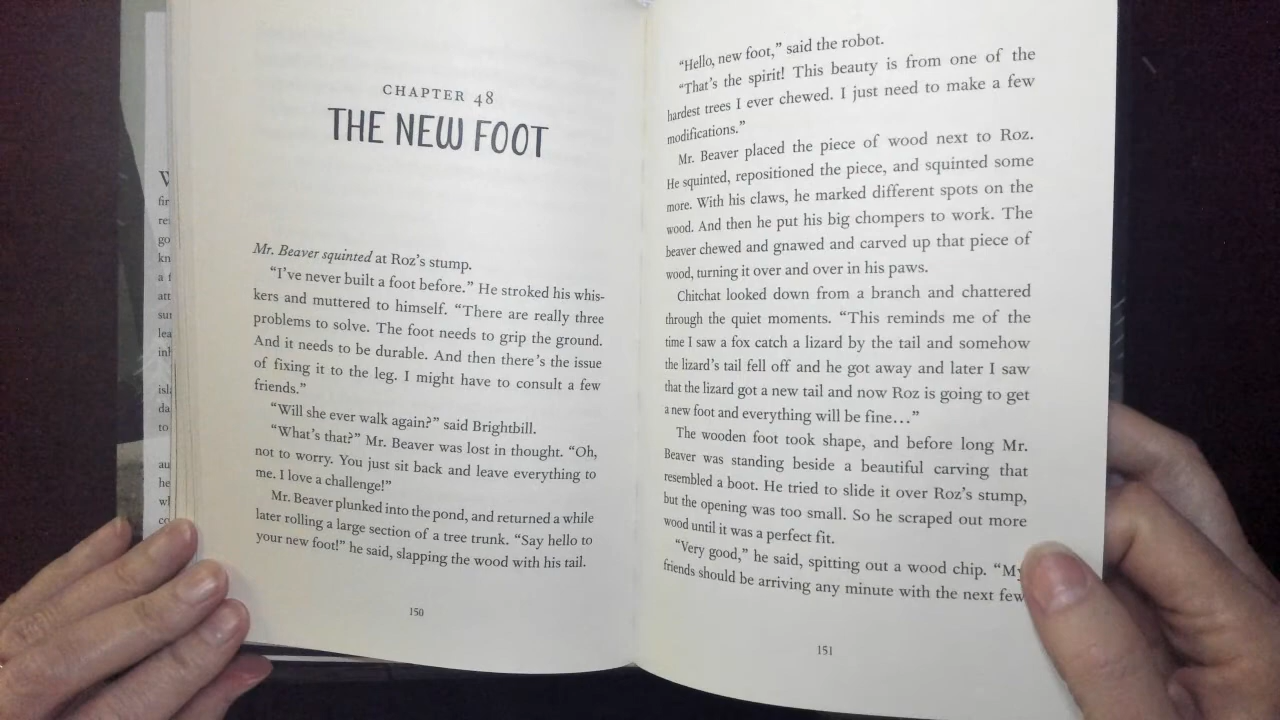 V
fir
re
go
kn
a f
att
sur
lea
inl
isl
da
to
au
he
wl
co
CHAPTER 48
THE NEW FOOT
Mr. Beaver squinted at Roz’s stump.
“I’ve never built a foot before.” He stroked his whis-
kers and muttered to himself. “There are really three
problems to solve. The foot needs to grip the ground.
And it needs to be durable. And then there’s the issue
of fixing it to the leg. I might have to consult a few
friends.”
“Will she ever walk again?” said Brightbill.
“What’s that?” Mr. Beaver was lost in thought. “Oh,
not to worry. You just sit back and leave everything to
me. I love a challenge!”
Mr. Beaver plunked into the pond, and returned a while
later rolling a large section of a tree trunk. “Say hello to
your new foot!” he said, slapping the wood with his tail.
150
“Hello, new foot,” said the robot.
“That’s the spirit! This beauty is from one of the
hardest trees I ever chewed. I just need to make a few
modifications.”
Mr. Beaver placed the piece of wood next to Roz.
He squinted, repositioned the piece, and squinted some
more. With his claws, he marked different spots on the
wood. And then he put his big chompers to work. The
beaver chewed and gnawed and carved up that piece of
wood, turning it over and over in his paws.
Chitchat looked down from a branch and chattered
through the quiet moments. “This reminds me of the
time I saw a fox catch a lizard by the tail and somehow
the lizard’s tail fell off and he got away and later I saw
that the lizard got a new tail and now Roz is going to get
a new foot and everything will be fine…”
The wooden foot took shape, and before long Mr.
Beaver was standing beside a beautiful carving that
resembled a boot. He tried to slide it over Roz’s stump,
but the opening was too small. So he scraped out more
wood until it was a perfect fit.
“Very good,” he said, spitting out a wood chip. “My
friends should be arriving any minute with the next few
151